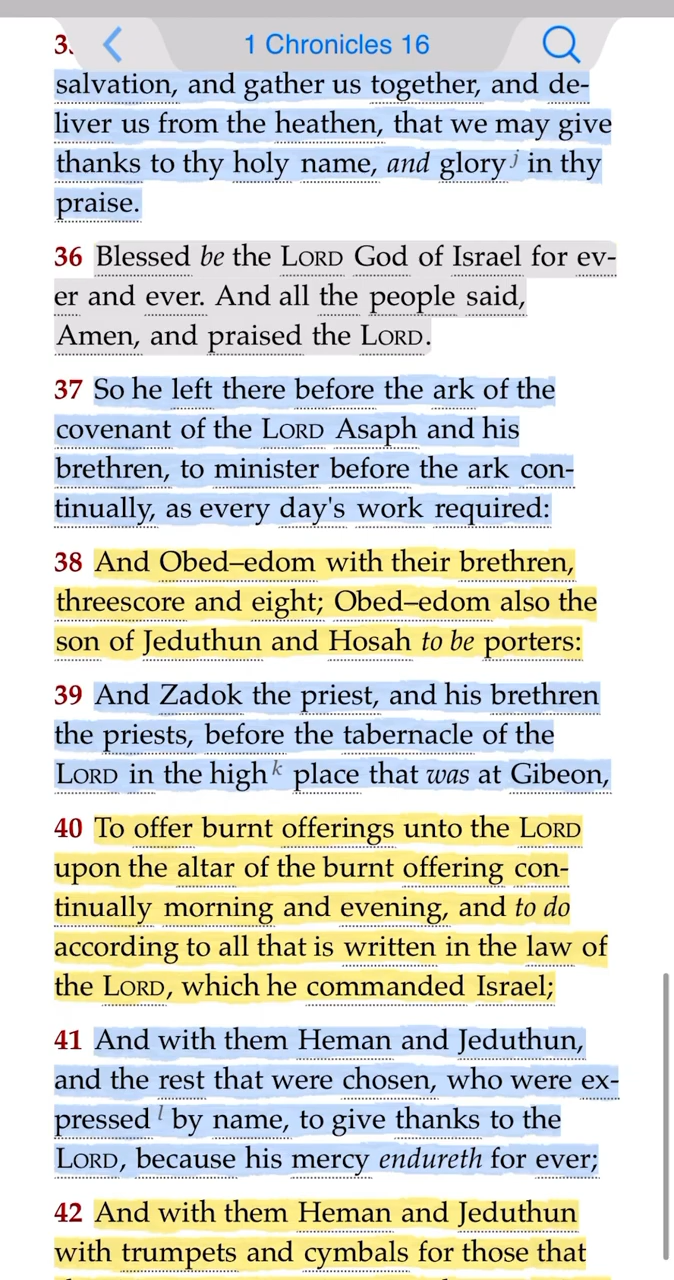 1 Chronicles 16
salvation, and gather us together, and de-
liver us from the heathen, that we may give
thanks to thy holy name, and glory j in thy
praise.
36 Blessed be the LORD God of Israel for ev-
er and ever. And all the people said,
Amen, and praised the LORD.
37 So he left there before the ark of the
covenant of the LORD Asaph and his
brethren, to minister before the ark con-
tinually, as every day's work required:
38 And Obed–edom with their brethren,
threescore and eight; Obed–edom also the
son of Jeduthun and Hosah to be porters:
39 And Zadok the priest, and his brethren
the priests, before the tabernacle of the
LORD in the high k place that was at Gibeon,
40 To offer burnt offerings unto the LORD
upon the altar of the burnt offering con-
tinually morning and evening, and to do
according to all that is written in the law of
the LORD, which he commanded Israel;
41 And with them Heman and Jeduthun,
and the rest that were chosen, who were ex-
pressed l by name, to give thanks to the
LORD, because his mercy endureth for ever;
42 And with them Heman and Jeduthun
with trumpets and cymbals for those that